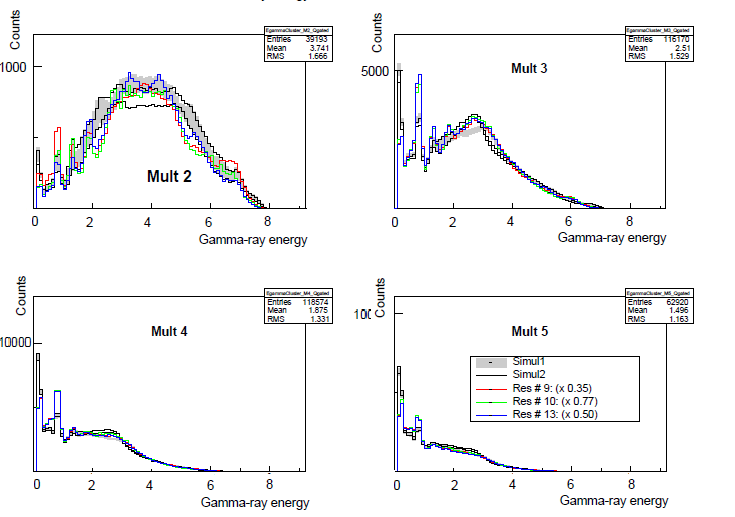 Counts
EgammaCluster_M2_Qgated
Entries 39193
Mean 3.741
RMS 1.666
1000
Mult 2
0 2 4 6 8
Gamma-ray energy
Counts
EgammaCluster_M3_Qgated
Entries 116170
Mean 2.51
RMS 1.529
5000
Mult 3
0 2 4 6 8
Gamma-ray energy
Counts
EgammaCluster_M4_Qgated
Entries 118574
Mean 1.875
RMS 1.331
10000
Mult 4
0 2 4 6 8
Gamma-ray energy
Counts
EgammaCluster_M5_Qgated
Entries 62920
Mean 1.496
RMS 1.163
Mult 5
Simul1
Simul2
Res # 9: (x 0.35)
Res # 10: (x 0.77)
Res # 13: (x 0.50)
0 2 4 6 8
Gamma-ray energy